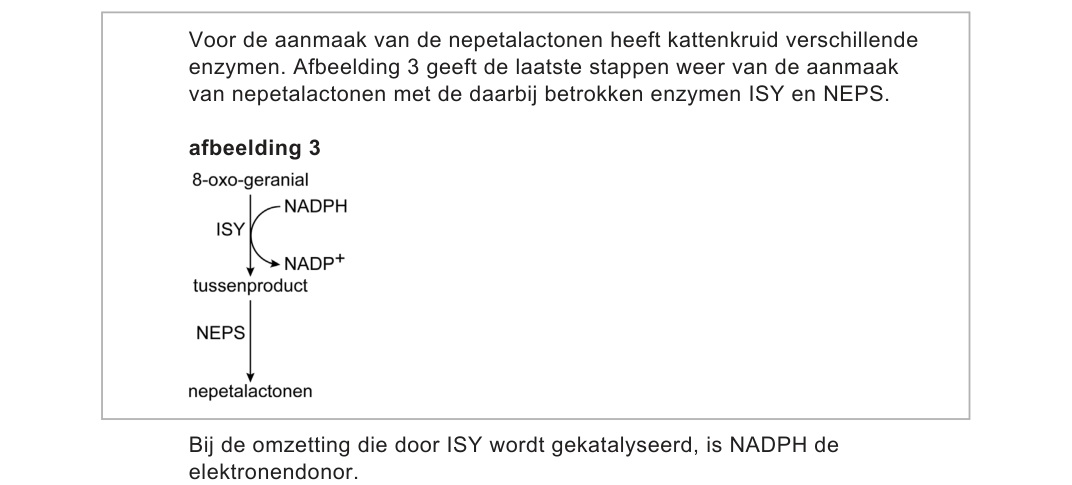 Voor de aanmaak van de nepetalactonen heeft kattenkruid verschillende
enzymen. Afbeelding 3 geeft de laatste stappen weer van de aanmaak
van nepetalactonen met de daarbij betrokken enzymen ISY en NEPS.
afbeelding 3
8-oxo-geranial
NADPH
ISY
NADP+
tussenproduct
NEPS
nepetalactonen
Bij de omzetting die door ISY wordt gekatalyseerd, is NADPH de
elektronendonor.